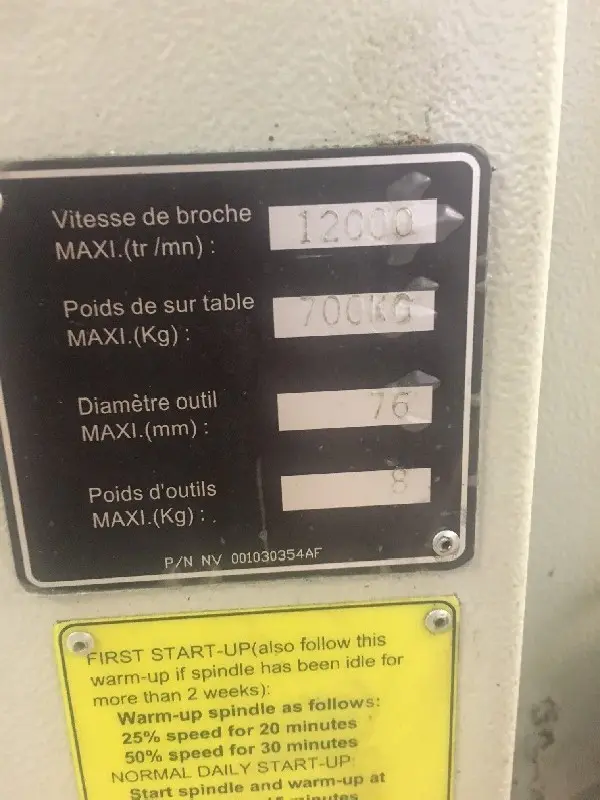 Vitesse de broche 12000
MAXI.(tr /mn) :
Poids de sur table 700KG
MAXI.(Kg) :
Diamètre outil 76
MAXI.(mm) :
Poids d'outils 8
MAXI.(Kg) : .
P/N NV 001030354AF
FIRST START-UP(also follow this
warm-up if spindle has been idle for
more than 2 weeks):
Warm-up spindle as follows:
25% speed for 20 minutes
50% speed for 30 minutes
NORMAL DAILY START-UP:
Start spindle and warm-up at
minutes